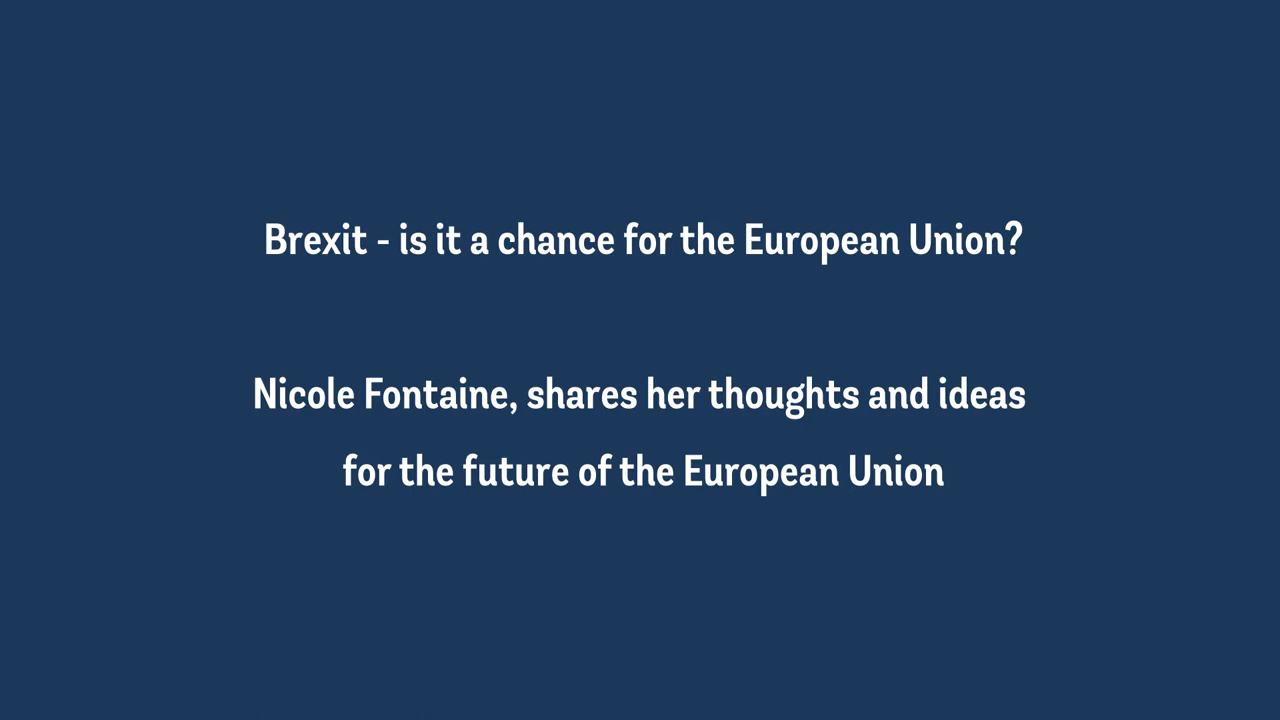 Brexit - is it a chance for the European Union?
Nicole Fontaine, shares her thoughts and ideas
for the future of the European Union